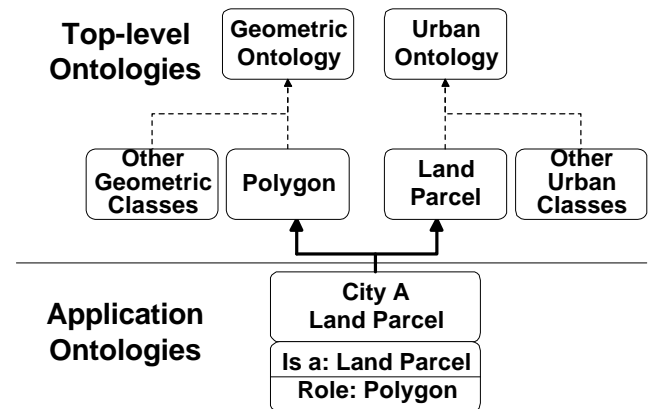 Top-level
Ontologies
Geometric
Ontology
Urban
Ontology
Other
Geometric
Classes
Polygon
Land
Parcel
Other
Urban
Classes
Application
Ontologies
City A
Land Parcel
Is a: Land Parcel
Role: Polygon